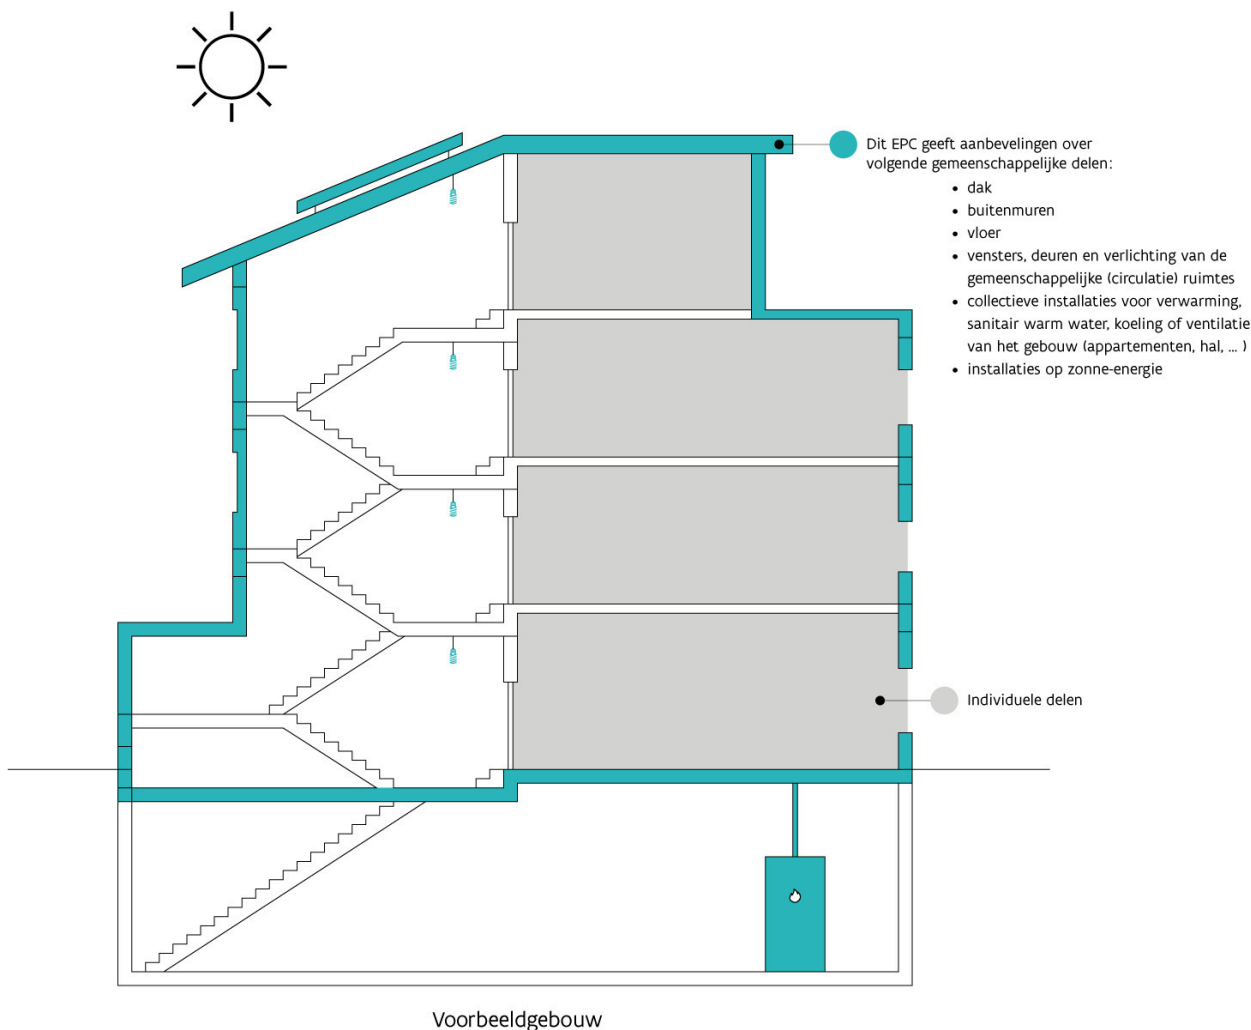 Dit EPC geeft aanbevelingen over
volgende gemeenschappelijke delen:
• dak
• buitenmuren
• vloer
• vensters, deuren en verlichting van de
gemeenschappelijke (circulatie) ruimtes
• collectieve installaties voor verwarming,
sanitair warm water, koeling of ventilatie
van het gebouw (appartementen, hal, ... )
• installaties op zonne-energie
Individuele delen
Voorbeeldgebouw